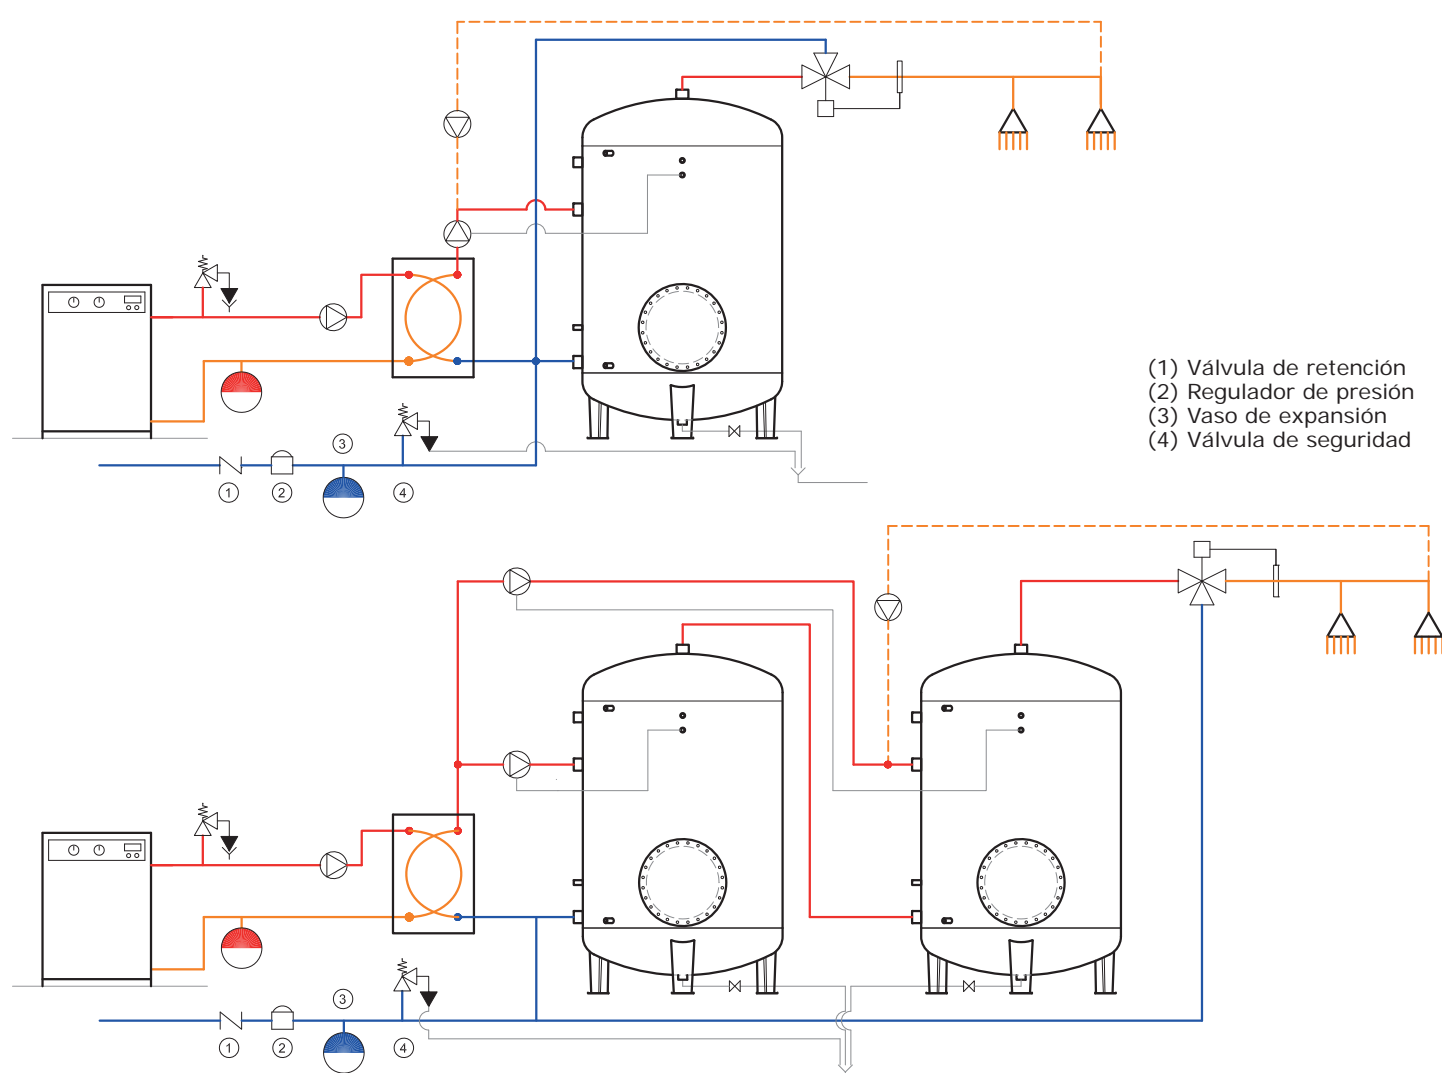 (1) Válvula de retención
(2) Regulador de presión
(3) Vaso de expansión
(4) Válvula de seguridad
3
1
2
4
3
1
2
4